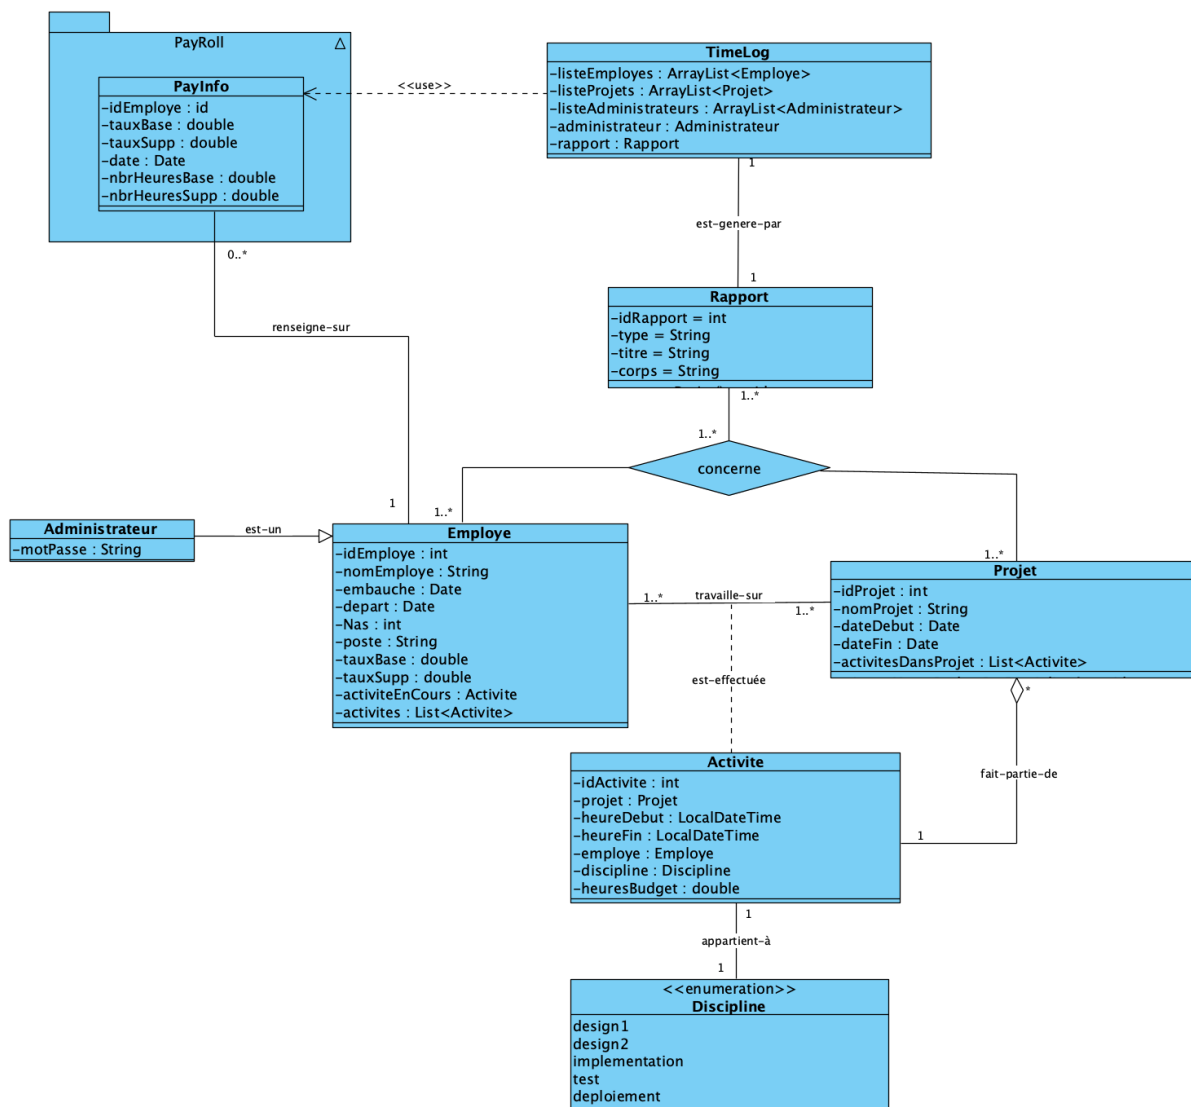 PayRoll
PayInfo
-idEmploye : id
-tauxBase : double
-tauxSupp : double
-date : Date
-nbrHeuresBase : double
-nbrHeuresSupp : double
<<use>>
TimeLog
-listeEmployes : ArrayList<Employe>
-listeProjets : ArrayList<Projet>
-listeAdministrateurs : ArrayList<Administrateur>
-administrateur : Administrateur
-rapport : Rapport
1
est-genere-par
1
0..*
renseigne-sur
1
Rapport
-idRapport = int
-type = String
-titre = String
-corps = String
1..*
1..*
concerne
1..*
1..*
Administrateur
-motPasse : String
est-un
Employe
-idEmploye : int
-nomEmploye : String
-embauche : Date
-depart : Date
-Nas : int
-poste : String
-tauxBase : double
-tauxSupp : double
-activiteEnCours : Activite
-activites : List<Activite>
1..*
travaille-sur
1..*
Projet
-idProjet : int
-nomProjet : String
-dateDebut : Date
-dateFin : Date
-activitesDansProjet : List<Activite>
est-effectuée
*
fait-partie-de
1
Activite
-idActivite : int
-projet : Projet
-heureDebut : LocalDateTime
-heureFin : LocalDateTime
-employe : Employe
-discipline : Discipline
-heuresBudget : double
1
appartient-à
1
<<enumeration>>
Discipline
design1
design2
implementation
test
deploiement